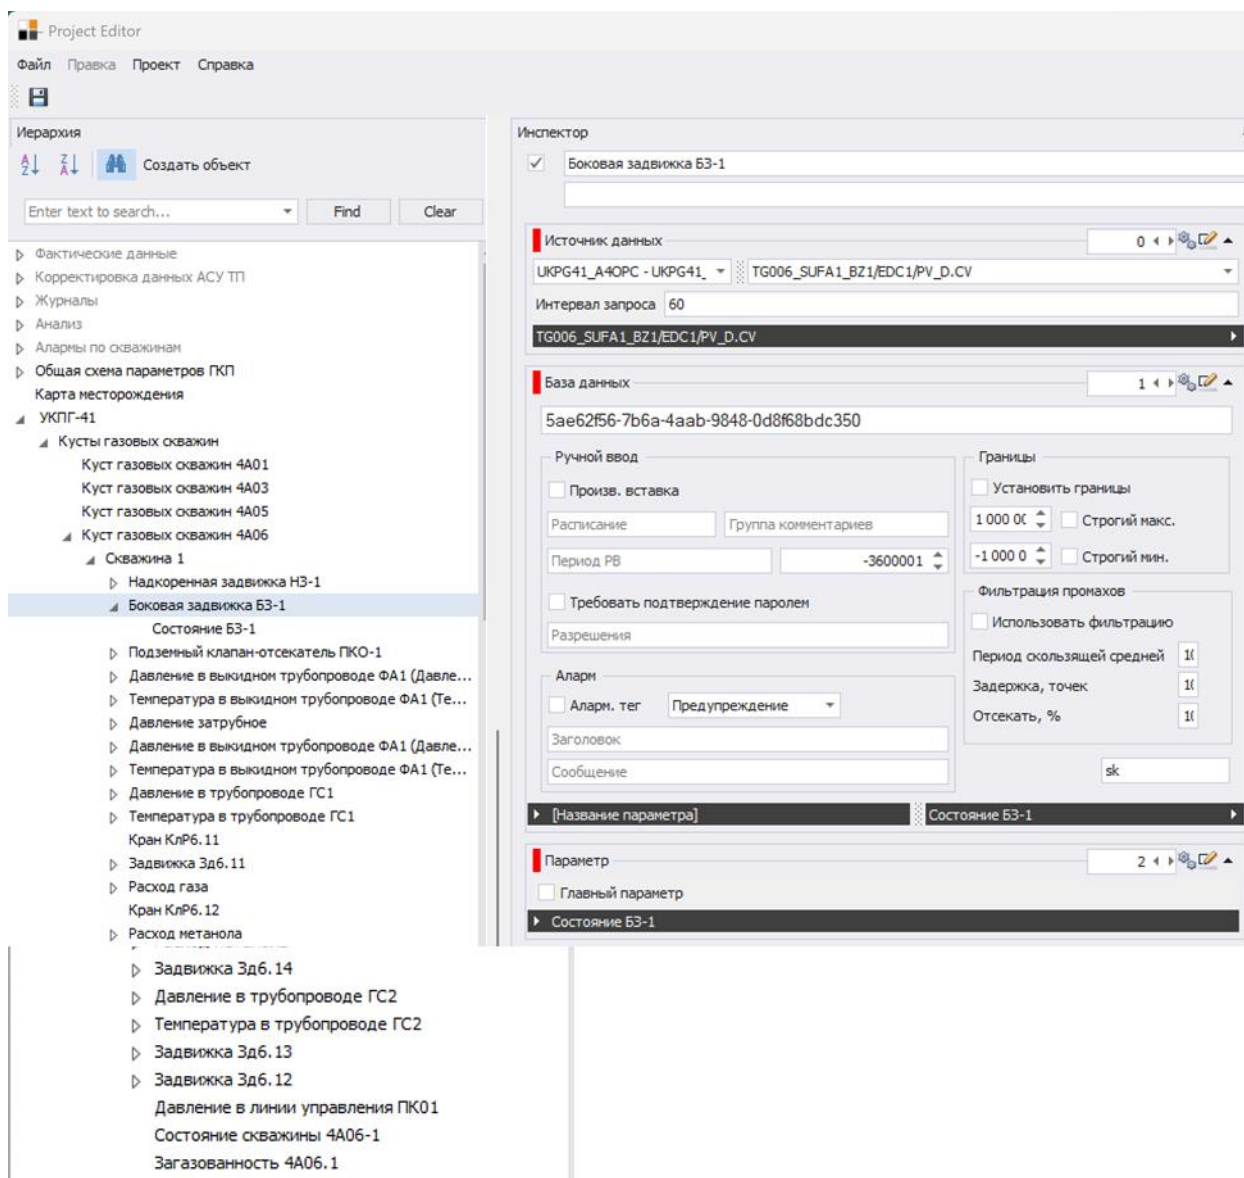 - Project Editor
Файл Правка Проект Справка
Иерархия
Создать объект
Enter text to search... Find Clear
Фактические данные
Корректировка данных АСУ ТП
Журналы
Анализ
Алармы по скважинам
Общая схема параметров ГКП
Карта месторождения
УКПГ-41
Кусты газовых скважин
Куст газовых скважин 4А01
Куст газовых скважин 4А03
Куст газовых скважин 4А05
Куст газовых скважин 4А06
Скважина 1
Надкоренная задвижка НЗ-1
Боковая задвижка БЗ-1
Состояние БЗ-1
Подземный клапан-отсекатель ПКО-1
Давление в выкидном трубопроводе ФА1 (Давле...
Температура в выкидном трубопроводе ФА1 (Те...
Давление затрубное
Давление в выкидном трубопроводе ФА1 (Давле...
Температура в выкидном трубопроводе ФА1 (Те...
Давление в трубопроводе ГС1
Температура в трубопроводе ГС1
Кран КлР6.11
Задвижка Зд6.11
Расход газа
Кран КлР6.12
Расход метанола
Задвижка Зд6.14
Давление в трубопроводе ГС2
Температура в трубопроводе ГС2
Задвижка Зд6.13
Задвижка Зд6.12
Давление в линии управления ПК01
Состояние скважины 4А06-1
Загазованность 4А06.1
Инспектор
Боковая задвижка БЗ-1
Источник данных 0
UKPG41_A4OPC - UKPG41_ TG006_SUFA1_BZ1/EDC1/PV_D.CV
Интервал запроса 60
TG006_SUFA1_BZ1/EDC1/PV_D.CV
База данных 1
5ae62f56-7b6a-4aab-9848-0d8f68bdc350
Ручной ввод
Произв. вставка
Расписание Группа комментариев
Период РВ -3600001
Требовать подтверждение паролем
Разрешения
Аларм
Аларм. тег Предупреждение
Заголовок
Сообщение
Границы
Установить границы
1 000 00 Строгий макс.
-1 000 0 Строгий мин.
Фильтрация промахов
Использовать фильтрацию
Период скользящей средней 1(
Задержка, точек 1(
Отсекать, % 1(
sk
[Название параметра] Состояние БЗ-1
Параметр 2
Главный параметр
Состояние БЗ-1